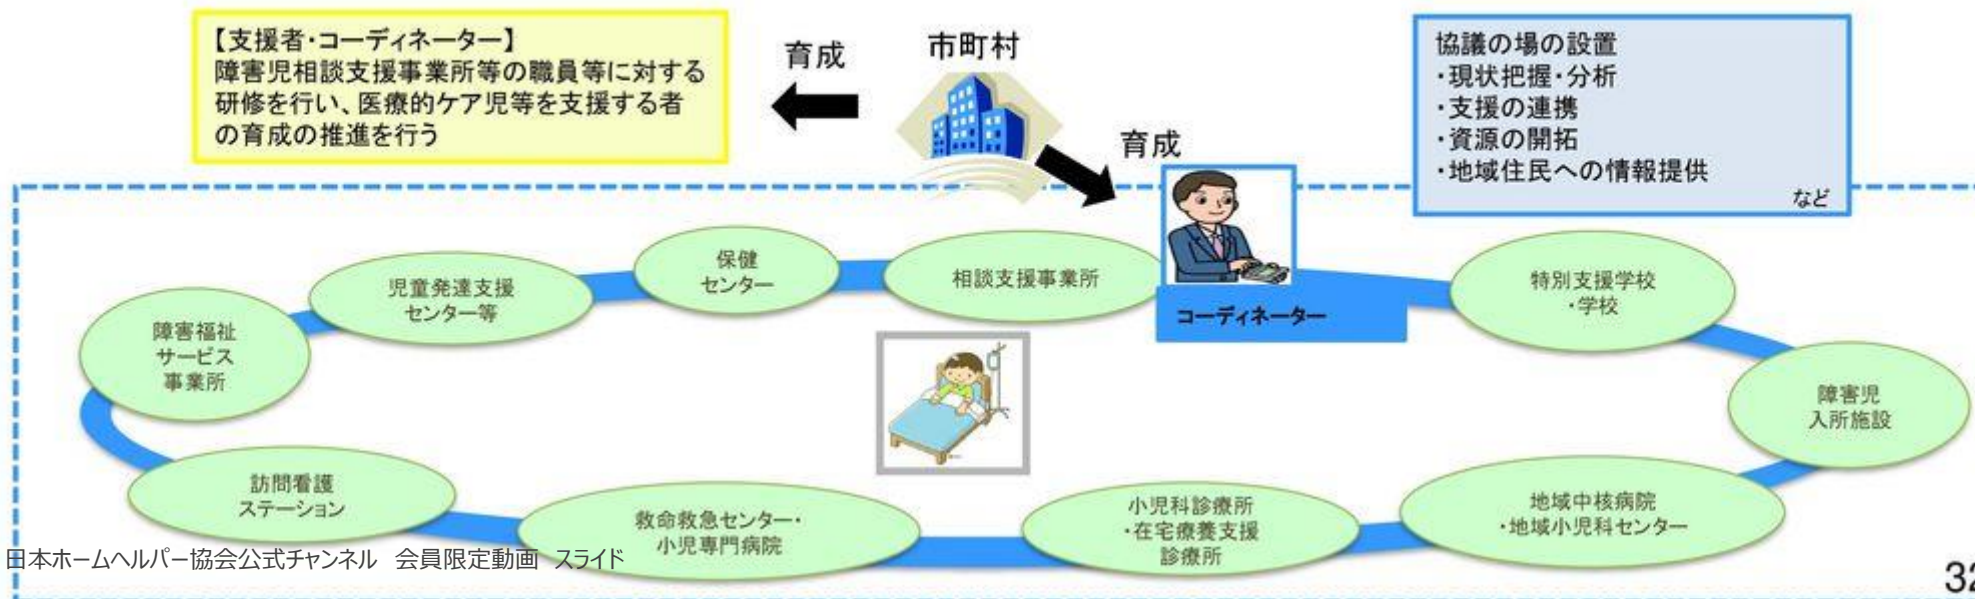 【支援者・コーディネーター】
障害児相談支援事業所等の職員等に対する
研修を行い、医療的ケア児等を支援する者
の育成の推進を行う
育成
市町村
育成
協議の場の設置
・現状把握・分析
・支援の連携
・資源の開拓
・地域住民への情報提供
など
保健
センター
相談支援事業所
コーディネーター
特別支援学校
・学校
児童発達支援
センター等
障害福祉
サービス
事業所
障害児
入所施設
訪問看護
ステーション
救命救急センター・
小児専門病院
小児科診療所
・在宅療養支援
診療所
地域中核病院
・地域小児科センター
日本ホームヘルパー協会公式チャンネル 会員限定動画 スライド
32